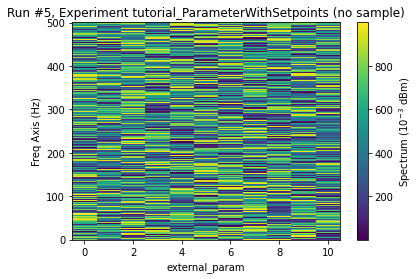 Run #5, Experiment tutorial_ParameterWithSetpoints (no sample)
500
400
300
200
100
0
Freq Axis (Hz)
0 2 4 6 8 10
external_param
800
600
400
200
Spectrum (10⁻³ dBm)